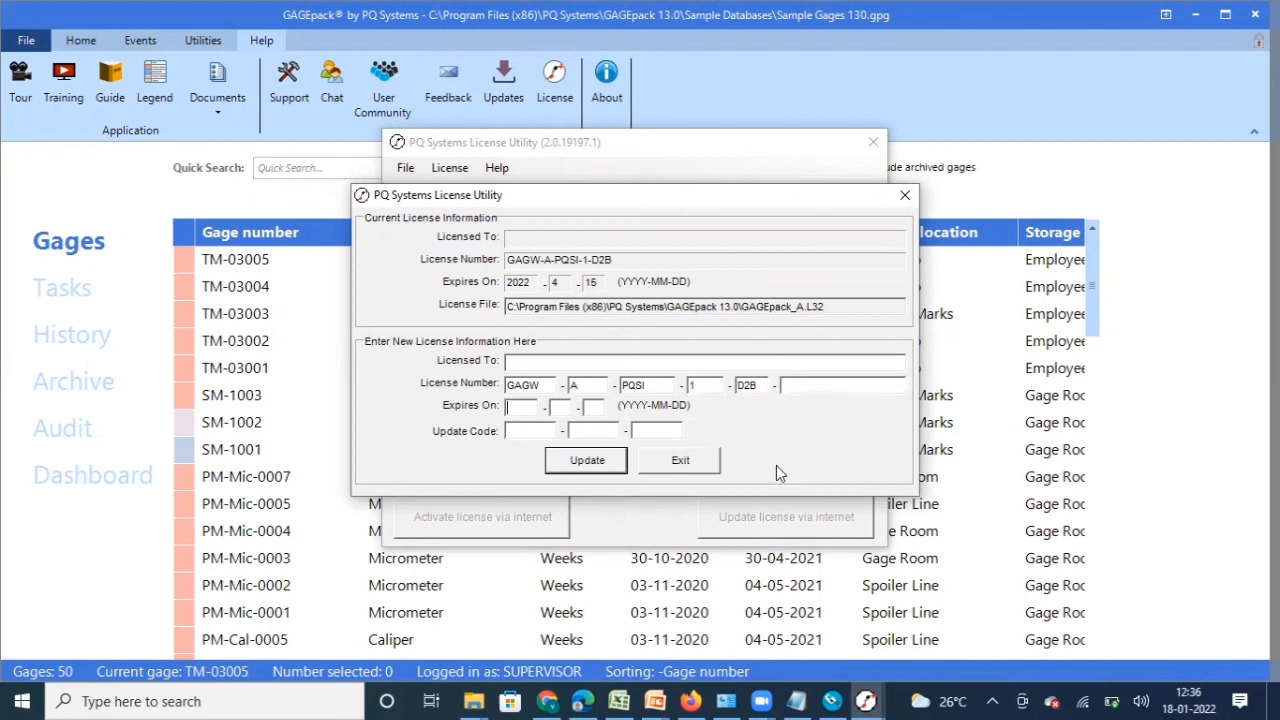 GAGEpack® by PQ Systems - C:\Program Files (x86)\PQ Systems\GAGEpack 13.0\Sample Databases\Sample Gages 130.gpg
File Home Events Utilities Help
Tour Training Guide Legend Documents Support Chat User Community Feedback Updates License About
Application
PQ Systems License Utility (2.0.19197.1)
File License Help
Quick Search: Quick Search... archived gages
PQ Systems License Utility
Current License Information
Licensed To:
License Number: GAGW-A-PQSI-1-D2B
Expires On: 2022 - 4 - 15 (YYYY-MM-DD)
License File: C:\Program Files (x86)\PQ Systems\GAGEpack 13.0\GAGEpack_A.L32
Enter New License Information Here
Licensed To:
License Number: GAGW - A - PQSI - 1 - D2B -
Expires On: - - (YYYY-MM-DD)
Update Code: - -
Update Exit
Activate license via internet Update license via internet
Gages
Tasks
History
Archive
Audit
Dashboard
Gage number location Storage
TM-03005 Employee
TM-03004 Employee
TM-03003 Marks Employee
TM-03002 Employee
TM-03001 Employee
SM-1003 Gage Roo
SM-1002 Marks Gage Roo
SM-1001 Marks Gage Roo
PM-Mic-0007 Gage Roc
PM-Mic-0005 Gage Roc
PM-Mic-0004 Gage Room Gage Roc
PM-Mic-0003 Micrometer Weeks 30-10-2020 30-04-2021 Gage Room Gage Roc
PM-Mic-0002 Micrometer Weeks 03-11-2020 04-05-2021 Spoiler Line Gage Roc
PM-Mic-0001 Micrometer Weeks 03-11-2020 04-05-2021 Spoiler Line Gage Roc
PM-Cal-0005 Caliper Weeks 03-11-2020 04-05-2021 Spoiler Line Gage Roc
Gages: 50 Current gage: TM-03005 Number selected: 0 Logged in as: SUPERVISOR Sorting: -Gage number
Type here to search 26°C 12:36
18-01-2022